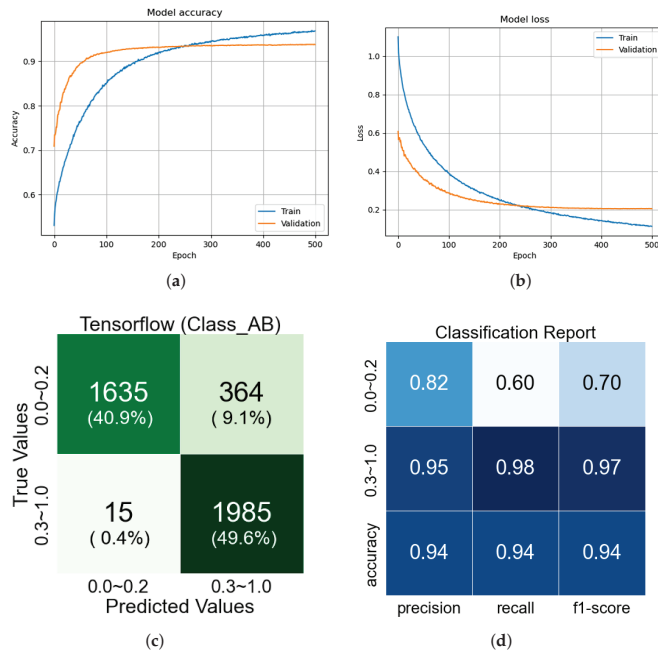 Model accuracy
0.9
0.8
0.7
0.6
Accuracy
Train
Validation
0 100 200 300 400 500
Epoch
(a)
Model loss
Train
Validation
1.0
0.8
0.6
0.4
0.2
Loss
0 100 200 300 400 500
Epoch
(b)
Tensorflow (Class_AB)
True Values
0.0~0.2
1635 364
(40.9%) ( 9.1%)
0.3~1.0
15 1985
( 0.4%) (49.6%)
0.0~0.2 0.3~1.0
Predicted Values
(c)
Classification Report
0.0~0.2
0.82 0.60 0.70
0.3~1.0
0.95 0.98 0.97
accuracy
0.94 0.94 0.94
precision recall f1-score
(d)